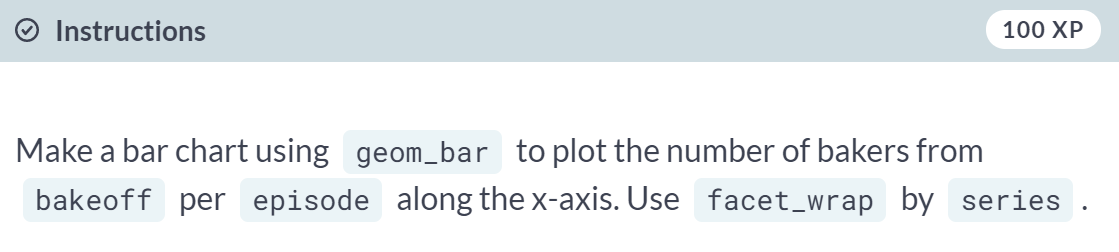 Instructions 100 XP
Make a bar chart using geom_bar to plot the number of bakers from
bakeoff per episode along the x-axis. Use facet_wrap by series .